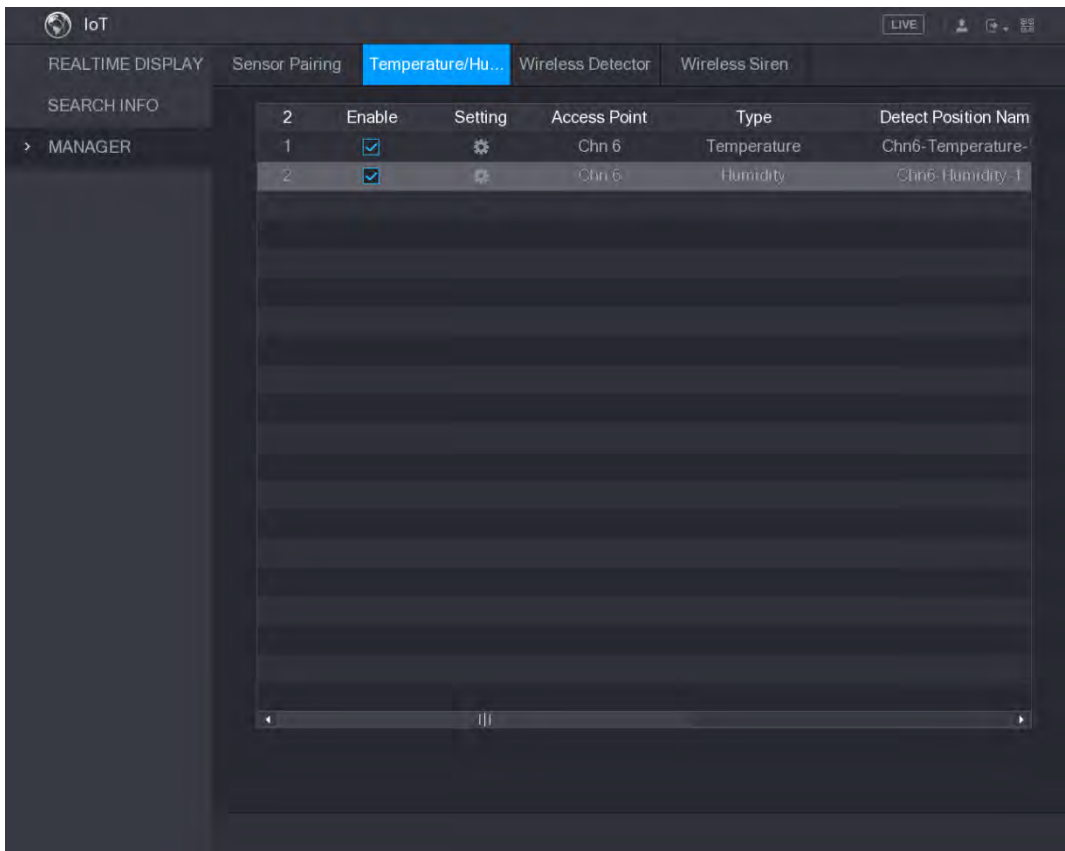 IoT LIVE
REALTIME DISPLAY
SEARCH INFO
MANAGER
Sensor Pairing Temperature/Hu... Wireless Detector Wireless Siren
2 Enable Setting Access Point Type Detect Position Nam
1 Chn 6 Temperature Chn6-Temperature-
2 Chn 6 Humidity Chn6-Humidity-1